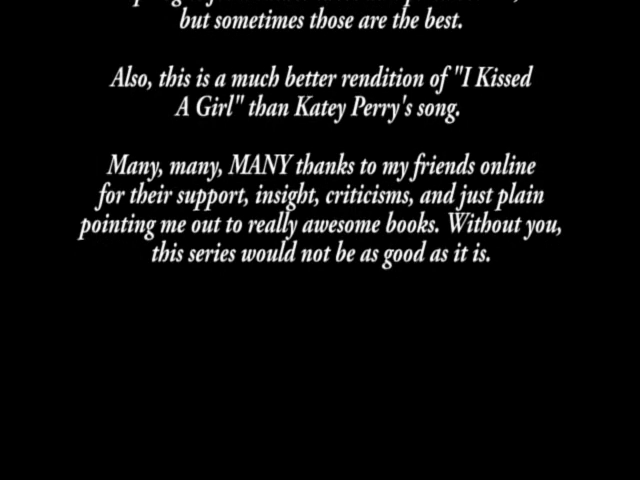 but sometimes those are the best.
Also, this is a much better rendition of "I Kissed
A Girl" than Katey Perry's song.
Many, many, MANY thanks to my friends online
for their support, insight, criticisms, and just plain
pointing me out to really awesome books. Without you,
this series would not be as good as it is.